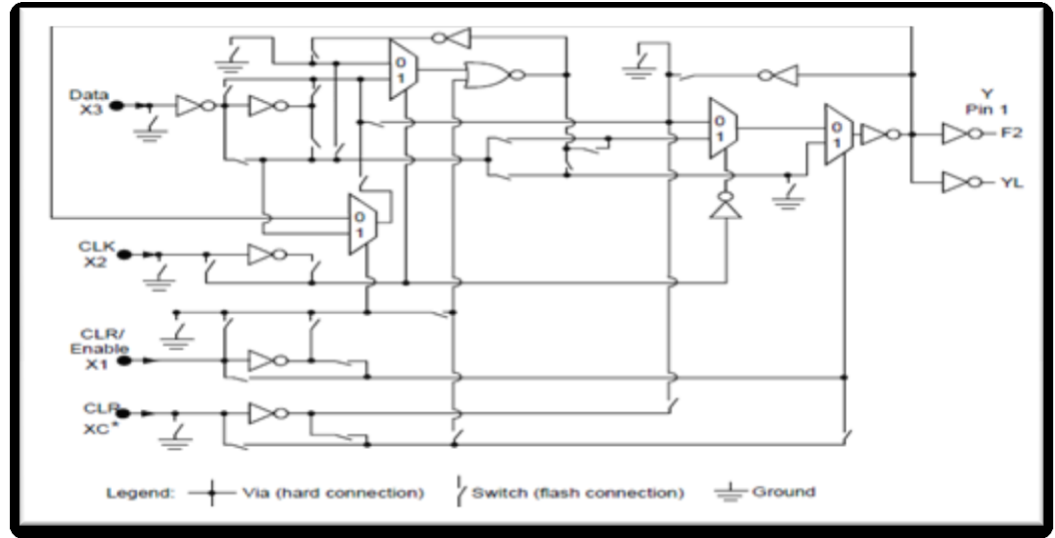 0
1
Data
X3
0
1
0
1
Y
Pin 1
F2
YL
0
1
CLK
X2
CLR/
Enable
X1
CLR
XC*
Legend: Via (hard connection) Switch (flash connection) Ground